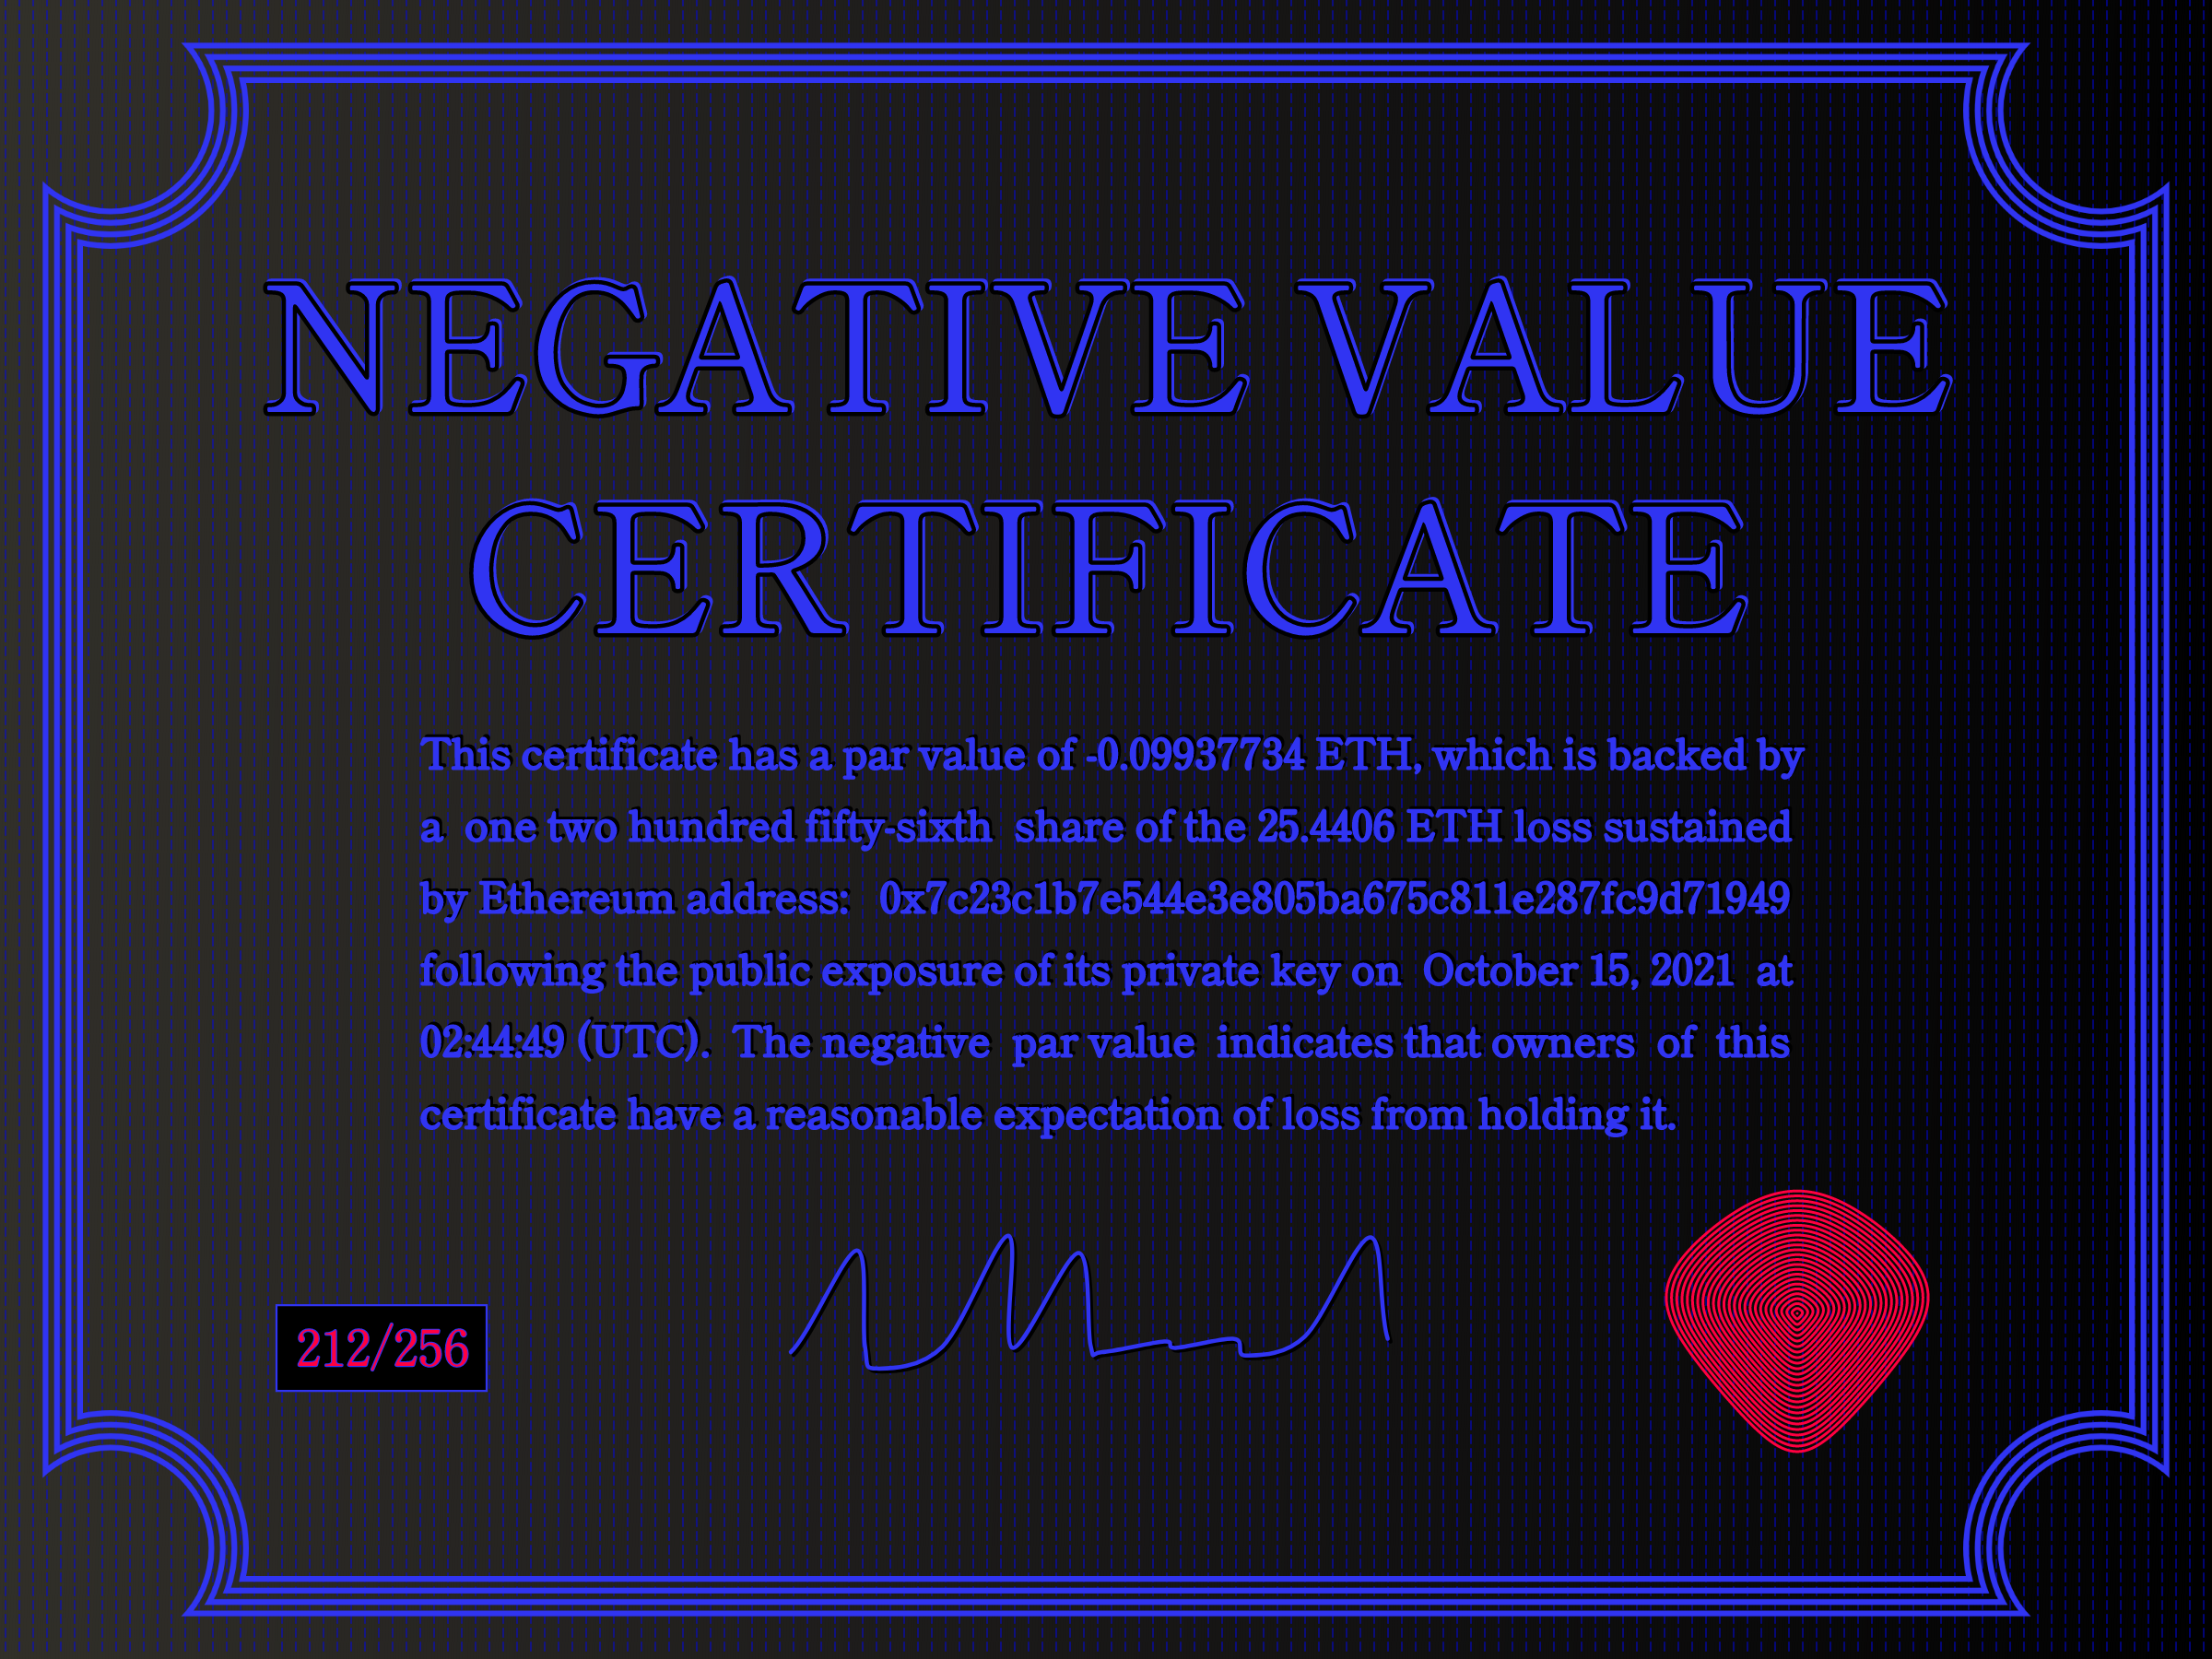 NEGATIVE VALUE
CERTIFICATE
This certificate has a par value of -0.09937734 ETH, which is backed by
a one two hundred fifty-sixth share of the 25.4406 ETH loss sustained
by Ethereum address: 0x7c23c1b7e544e3e805ba675c811e287fc9d71949
following the public exposure of its private key on October 15, 2021 at
02:44:49 (UTC). The negative par value indicates that owners of this
certificate have a reasonable expectation of loss from holding it.
212/256